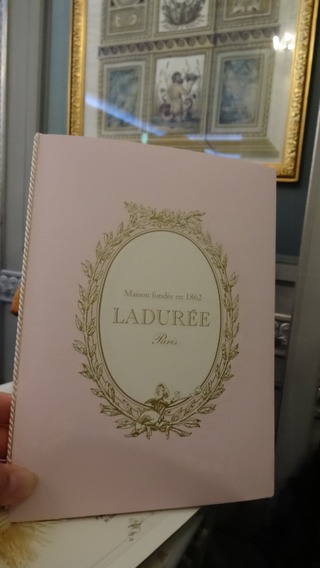 Maison fondée en 1862
LADURÉE
Paris